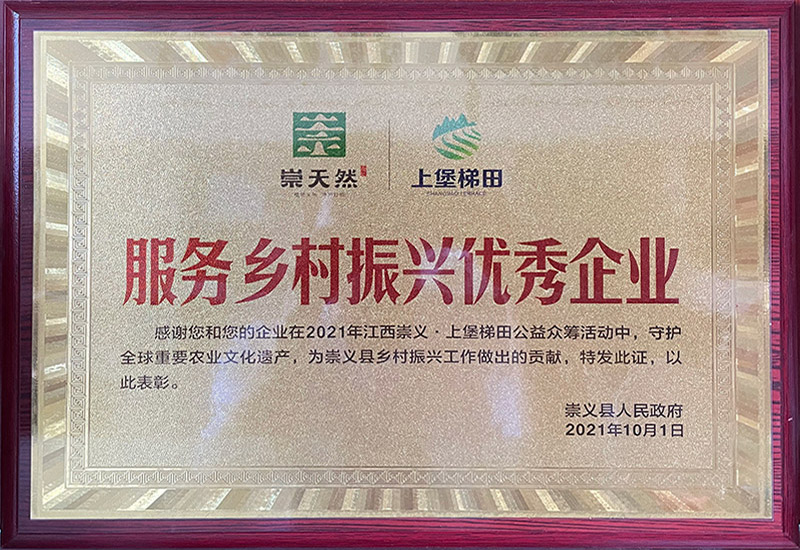 崇天然
上堡梯田
SHANGBAO TERRACE
服务乡村振兴优秀企业
感谢您和您的企业在2021年江西崇义·上堡梯田公益众筹活动中，守护
全球重要农业文化遗产，为崇义县乡村振兴工作做出的贡献，特发此证，以
此表彰。
崇义县人民政府
2021年10月1日